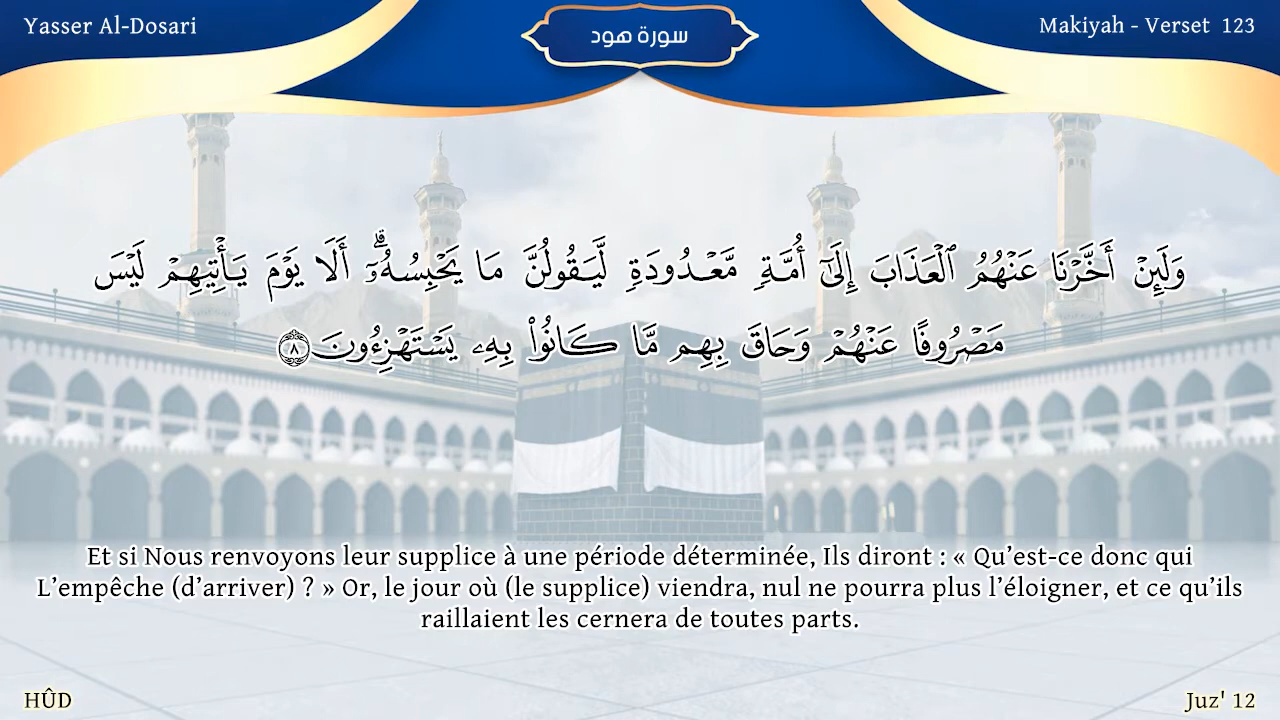 Yasser Al-Dosari
سورة هود
Makiyah - Verset 123
وَلَئِنْ أَخَّرْنَا عَنْهُمُ ٱلْعَذَابَ إِلَىٰٓ أُمَّةٍ مَّعْدُودَةٍ لَّيَقُولُنَّ مَا يَحْبِسُهُۥٓ ۗ أَلَا يَوْمَ يَأْتِيهِمْ لَيْسَ
مَصْرُوفًا عَنْهُمْ وَحَاقَ بِهِم مَّا كَانُوا۟ بِهِۦ يَسْتَهْزِءُونَ ٨
Et si Nous renvoyons leur supplice à une période déterminée, Ils diront : « Qu’est-ce donc qui
L’empêche (d’arriver) ? » Or, le jour où (le supplice) viendra, nul ne pourra plus l’éloigner, et ce qu’ils
raillaient les cernera de toutes parts.
HÛD
Juz' 12